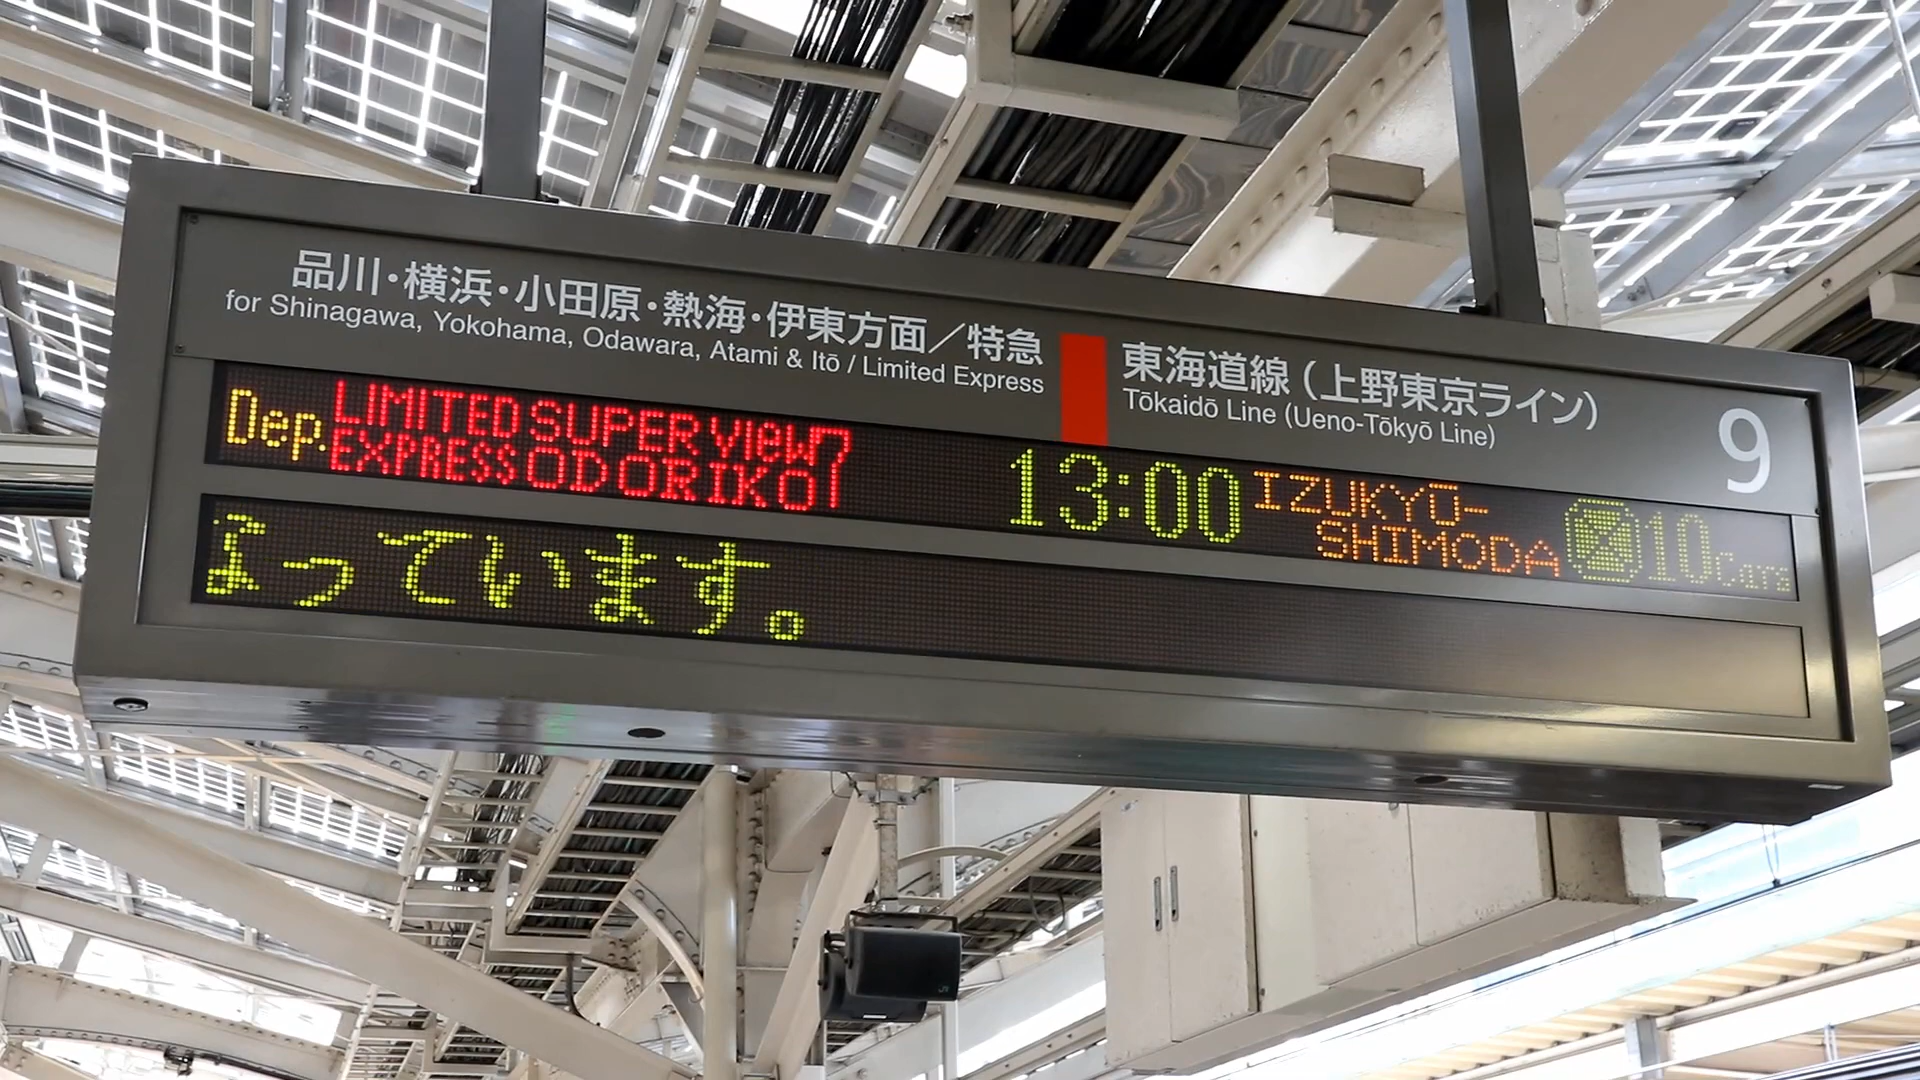 品川・横浜・小田原・熱海・伊東方面／特急
for Shinagawa, Yokohama, Odawara, Atami & Itō / Limited Express
東海道線（上野東京ライン）
Tōkaidō Line (Ueno-Tōkyō Line)
9
Dep. LIMITED EXPRESS SUPER VIEW ODORIKO 7 13:00 IZUKYŪ-SHIMODA 10 Cars
よっています。